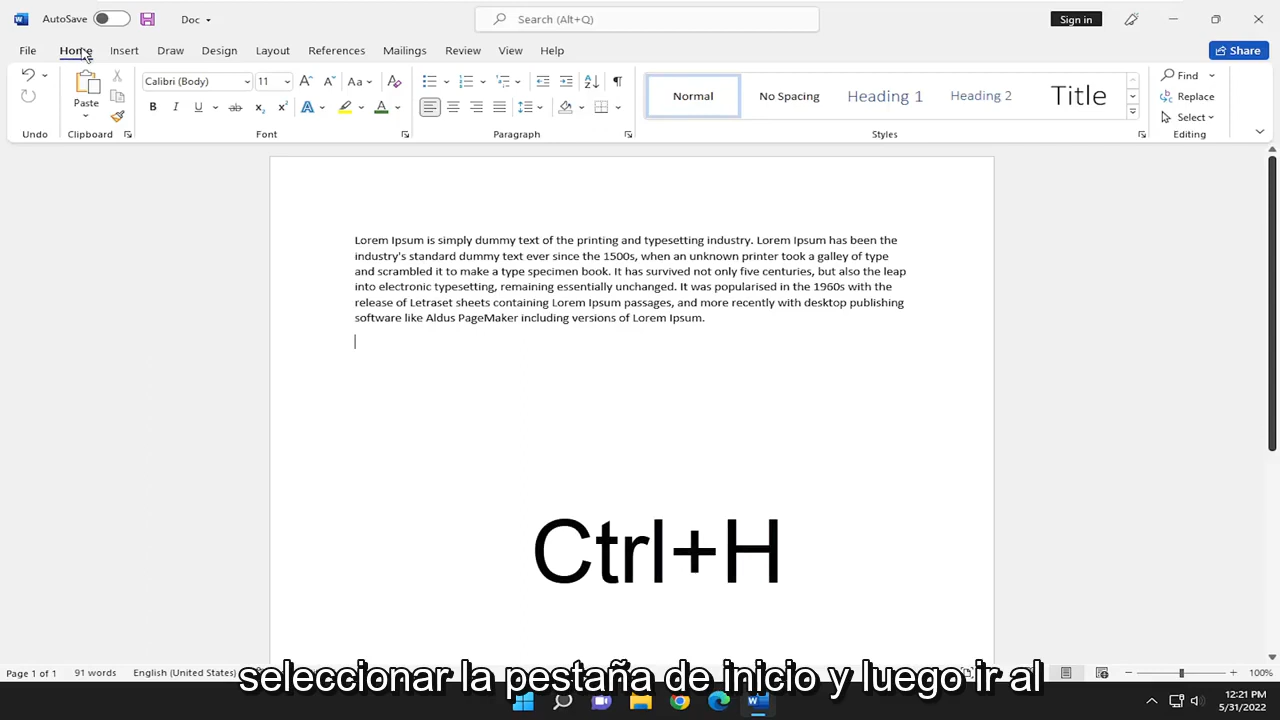 AutoSave
Doc
Search (Alt+Q)
Sign in
File
Home
Insert
Draw
Design
Layout
References
Mailings
Review
View
Help
Share
Paste
Calibri (Body)
11
Normal
No Spacing
Heading 1
Heading 2
Title
Find
Replace
Select
Undo
Clipboard
Font
Paragraph
Styles
Editing
Lorem Ipsum is simply dummy text of the printing and typesetting industry. Lorem Ipsum has been the
industry's standard dummy text ever since the 1500s, when an unknown printer took a galley of type
and scrambled it to make a type specimen book. It has survived not only five centuries, but also the leap
into electronic typesetting, remaining essentially unchanged. It was popularised in the 1960s with the
release of Letraset sheets containing Lorem Ipsum passages, and more recently with desktop publishing
software like Aldus PageMaker including versions of Lorem Ipsum.
Ctrl+H
seleccionar la pestaña de inicio y luego ir al
Page 1 of 1
91 words
English (United States)
100%
12:21 PM
5/31/2022